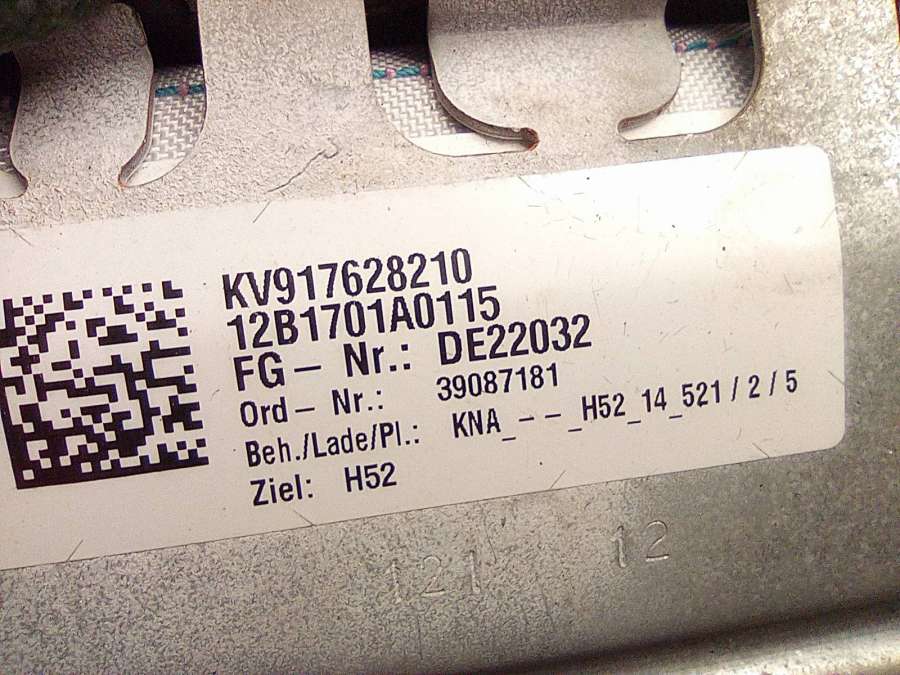 KV917628210
12B1701A0115
FG – Nr.: DE22032
Ord – Nr.: 39087181
Beh./Lade/Pl.: KNA_ – – _H52_14_521 / 2 / 5
Ziel: H52
121 12